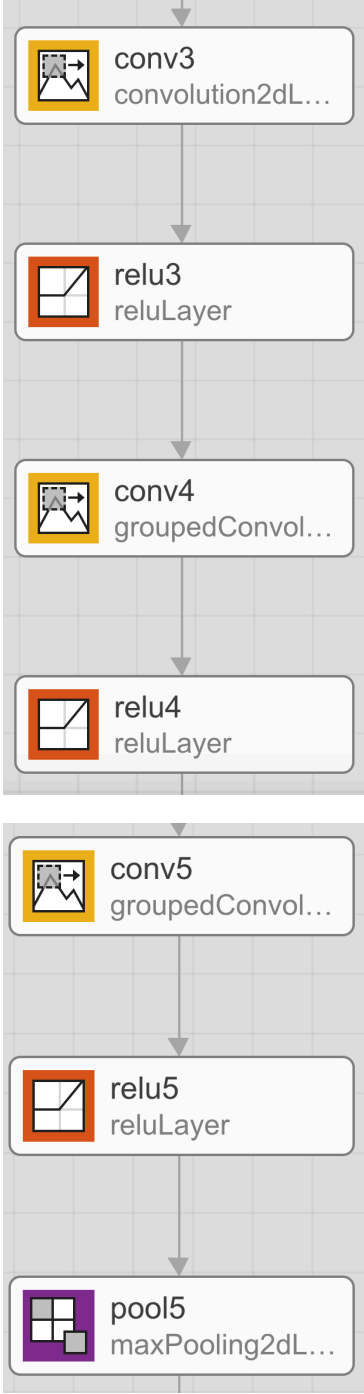 conv3
convolution2dL...
relu3
reluLayer
conv4
groupedConvol...
relu4
reluLayer
conv5
groupedConvol...
relu5
reluLayer
pool5
maxPooling2dL...